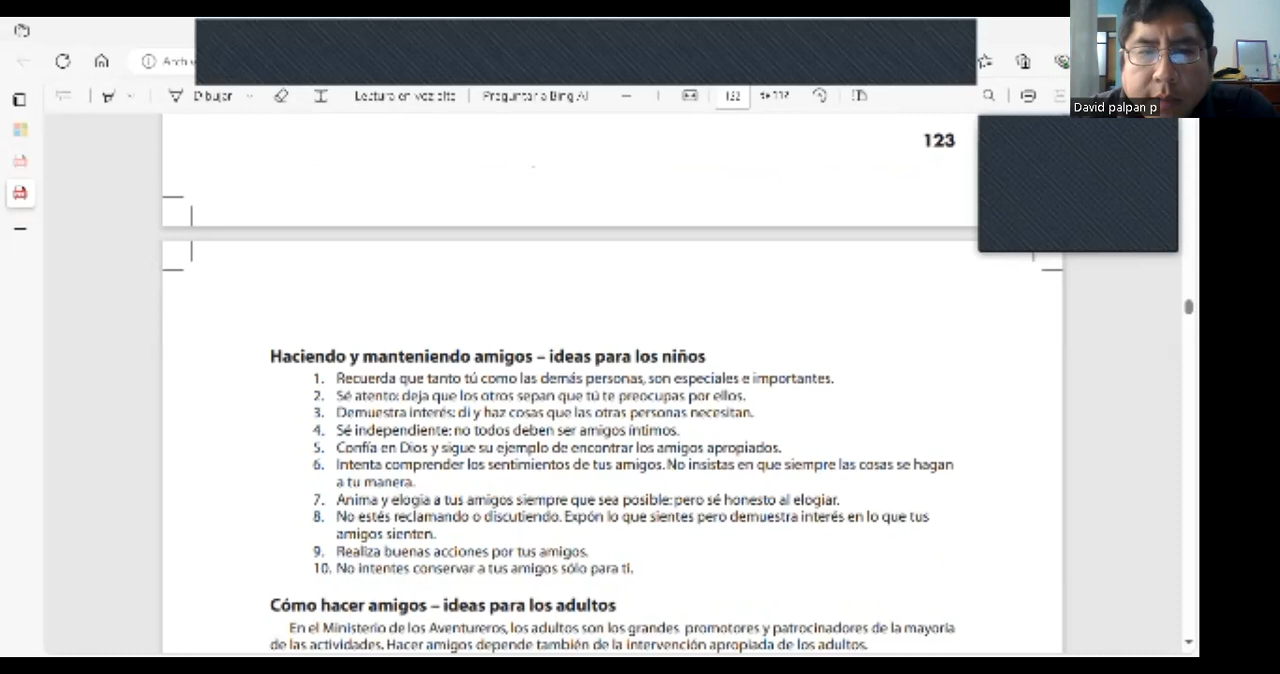 David palpan p
Dibujar
Lectura en voz alta
Preguntar a Bing AI
132
123
Haciendo y manteniendo amigos – ideas para los niños
1. Recuerda que tanto tú como las demás personas, son especiales e importantes.
2. Sé atento: deja que los otros sepan que tú te preocupas por ellos.
3. Demuestra interés: di y haz cosas que las otras personas necesitan.
4. Sé independiente: no todos deben ser amigos íntimos.
5. Confía en Dios y sigue su ejemplo de encontrar los amigos apropiados.
6. Intenta comprender los sentimientos de tus amigos. No insistas en que siempre las cosas se hagan
a tu manera.
7. Anima y elogia a tus amigos siempre que sea posible: pero sé honesto al elogiar.
8. No estés reclamando o discutiendo. Expón lo que sientes pero demuestra interés en lo que tus
amigos sienten.
9. Realiza buenas acciones por tus amigos.
10. No intentes conservar a tus amigos sólo para ti.
Cómo hacer amigos – ideas para los adultos
En el Ministerio de los Aventureros, los adultos son los grandes promotores y patrocinadores de la mayoría
de las actividades. Hacer amigos depende también de la intervención apropiada de los adultos.